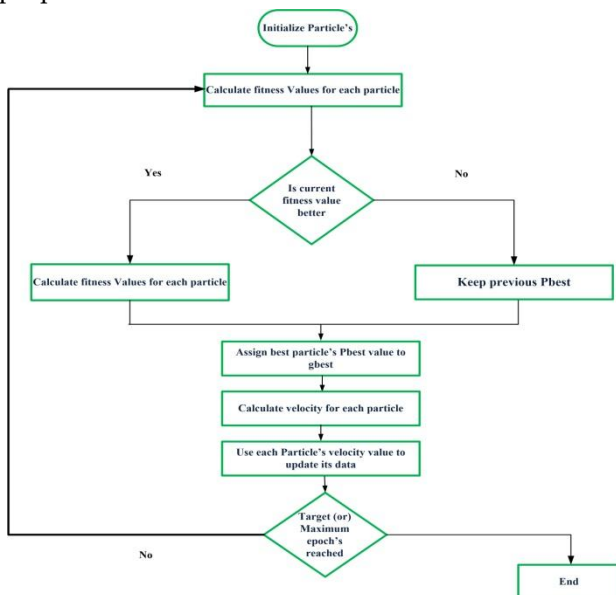 Initialize Particle's
Calculate fitness Values for each particle
Yes
No
Is current
fitness value
better
Calculate fitness Values for each particle
Keep previous Pbest
Assign best particle's Pbest value to
gbest
Calculate velocity for each particle
Use each Particle's velocity value to
update its data
Target (or)
Maximum
epoch's
reached
No
End